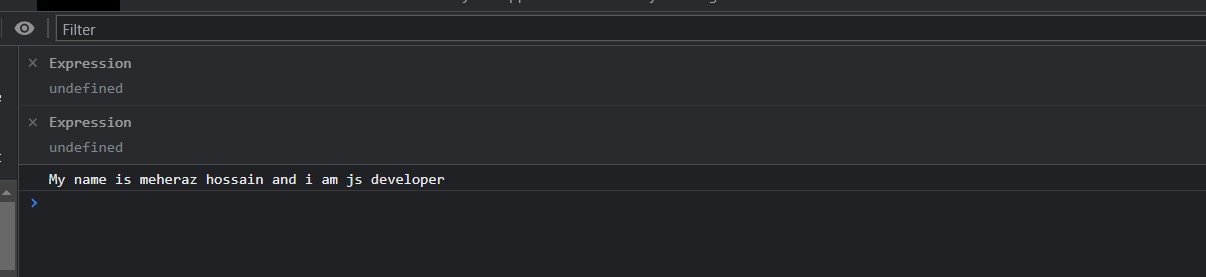 Filter
Expression
undefined
Expression
undefined
My name is meheraz hossain and i am js developer